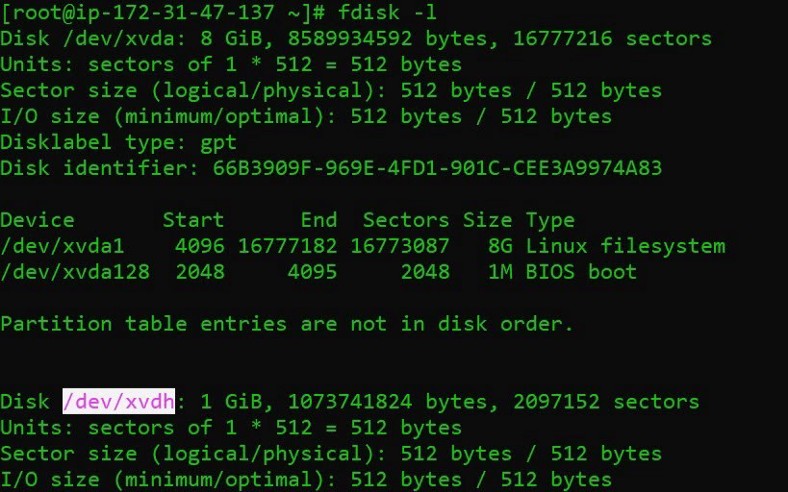 [root@ip-172-31-47-137 ~]# fdisk -l
Disk /dev/xvda: 8 GiB, 8589934592 bytes, 16777216 sectors
Units: sectors of 1 * 512 = 512 bytes
Sector size (logical/physical): 512 bytes / 512 bytes
I/O size (minimum/optimal): 512 bytes / 512 bytes
Disklabel type: gpt
Disk identifier: 66B3909F-969E-4FD1-901C-CEE3A9974A83
Device Start End Sectors Size Type
/dev/xvda1 4096 16777182 16773087 8G Linux filesystem
/dev/xvda128 2048 4095 2048 1M BIOS boot
Partition table entries are not in disk order.
Disk /dev/xvdh: 1 GiB, 1073741824 bytes, 2097152 sectors
Units: sectors of 1 * 512 = 512 bytes
Sector size (logical/physical): 512 bytes / 512 bytes
I/O size (minimum/optimal): 512 bytes / 512 bytes